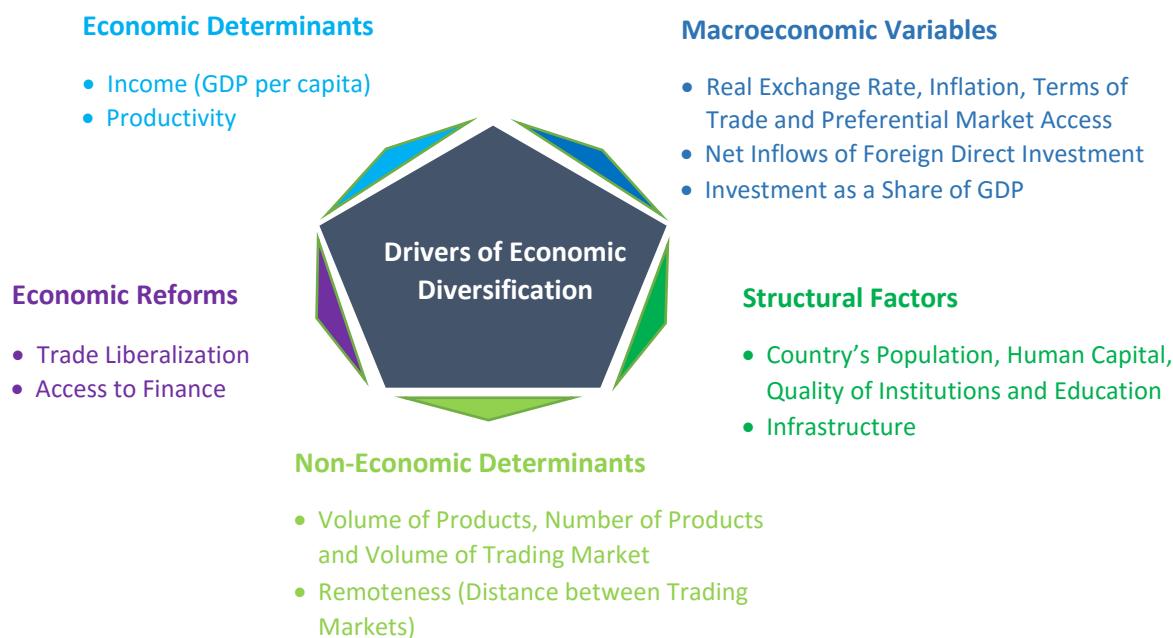 Economic Determinants
• Income (GDP per capita)
• Productivity
Macroeconomic Variables
• Real Exchange Rate, Inflation, Terms of
Trade and Preferential Market Access
• Net Inflows of Foreign Direct Investment
• Investment as a Share of GDP
Drivers of Economic
Diversification
Economic Reforms
• Trade Liberalization
• Access to Finance
Structural Factors
• Country’s Population, Human Capital,
Quality of Institutions and Education
• Infrastructure
Non-Economic Determinants
• Volume of Products, Number of Products
and Volume of Trading Market
• Remoteness (Distance between Trading
Markets)